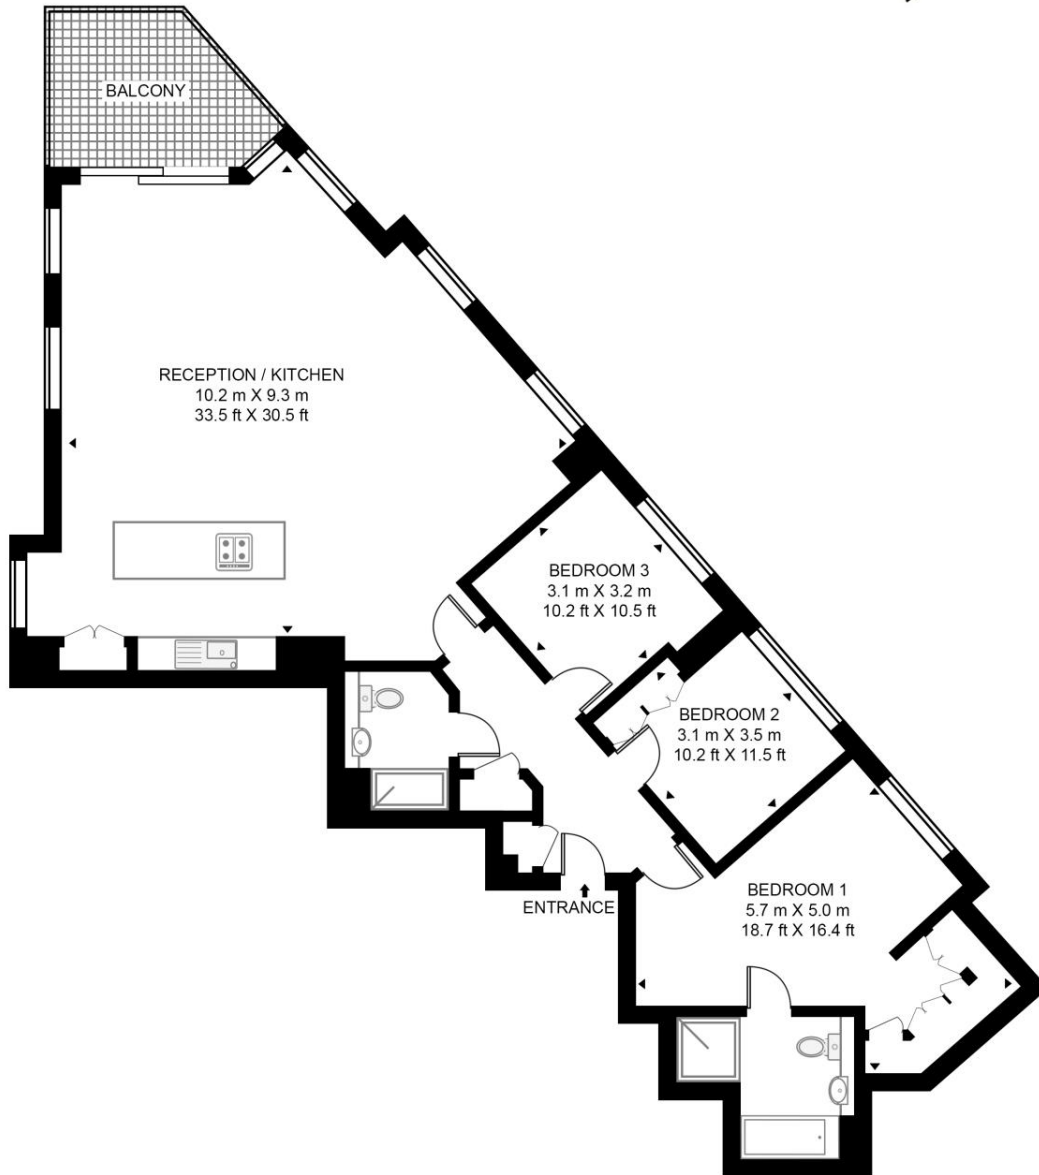 BALCONY
RECEPTION / KITCHEN
10.2 m X 9.3 m
33.5 ft X 30.5 ft
BEDROOM 3
3.1 m X 3.2 m
10.2 ft X 10.5 ft
BEDROOM 2
3.1 m X 3.5 m
10.2 ft X 11.5 ft
BEDROOM 1
5.7 m X 5.0 m
18.7 ft X 16.4 ft
ENTRANCE